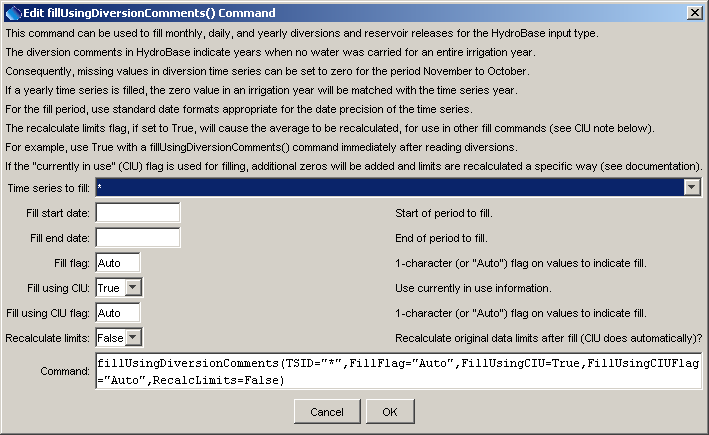 Edit fillUsingDiversionComments() Command
This command can be used to fill monthly, daily, and yearly diversions and reservoir releases for the HydroBase input type.
The diversion comments in HydroBase indicate years when no water was carried for an entire irrigation year.
Consequently, missing values in diversion time series can be set to zero for the period November to October.
If a yearly time series is filled, the zero value in an irrigation year will be matched with the time series year.
For the fill period, use standard date formats appropriate for the date precision of the time series.
The recalculate limits flag, if set to True, will cause the average to be recalculated, for use in other fill commands (see CIU note below).
For example, use True with a fillUsingDiversionComments() command immediately after reading diversions.
If the "currently in use" (CIU) flag is used for filling, additional zeros will be added and limits are recalculated a specific way (see documentation).
Time series to fill: *
Fill start date: Start of period to fill.
Fill end date: End of period to fill.
Fill flag: Auto 1-character (or "Auto") flag on values to indicate fill.
Fill using CIU: True Use currently in use information.
Fill using CIU flag: Auto 1-character (or "Auto") flag on values to indicate fill.
Recalculate limits: False Recalculate original data limits after fill (CIU does automatically)?
Command: fillUsingDiversionComments(TSID="*",FillFlag="Auto",FillUsingCIU=True,FillUsingCIUFlag
="Auto",RecalcLimits=False)
Cancel OK